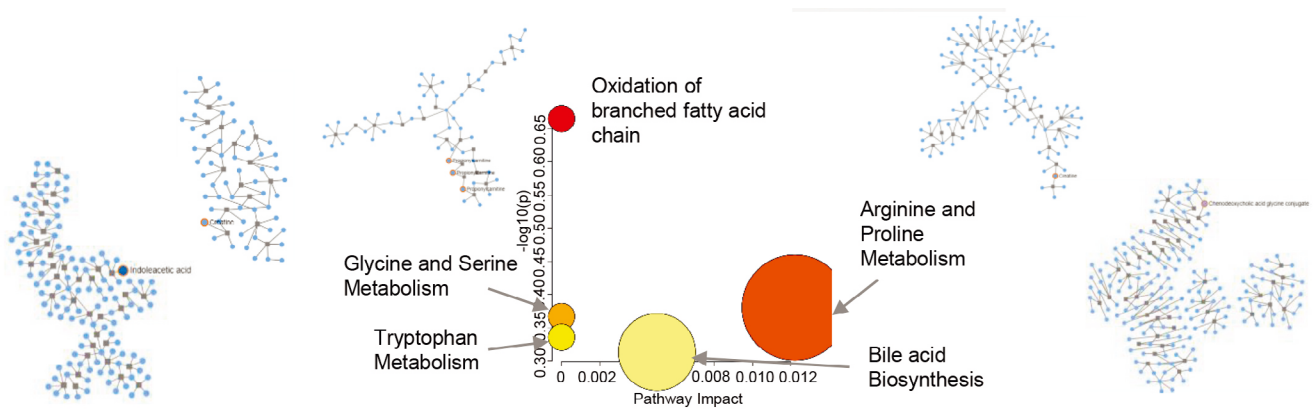 Oxidation of
branched fatty acid
chain
Arginine and
Proline
Metabolism
Glycine and Serine
Metabolism
Tryptophan
Metabolism
Bile acid
Biosynthesis
-log10(p)
0.65
0.60
0.55
0.50
0.45
0.40
0.35
0.30
0
0.002
0.008
0.010
0.012
Pathway Impact
Indoleacetic acid
Creatine
Propionylcarnitine
Creatine
Chenodeoxycholic acid glycine conjugate